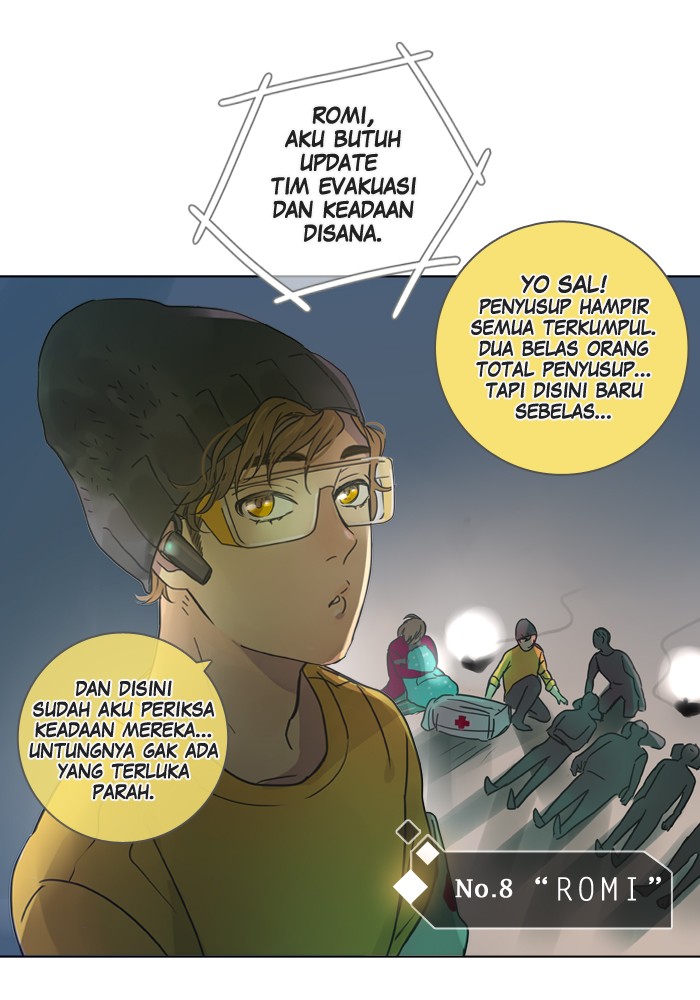 ROMI,
AKU BUTUH
UPDATE
TIM EVAKUASI
DAN KEADAAN
DISANA.
YO SAL!
PENYUSUP HAMPIR
SEMUA TERKUMPUL.
DUA BELAS ORANG
TOTAL PENYUSUP...
TAPI DISINI BARU
SEBELAS...
DAN DISINI
SUDAH AKU PERIKSA
KEADAAN MEREKA...
UNTUNGNYA GAK ADA
YANG TERLUKA
PARAH.
No.8 “ROMI”